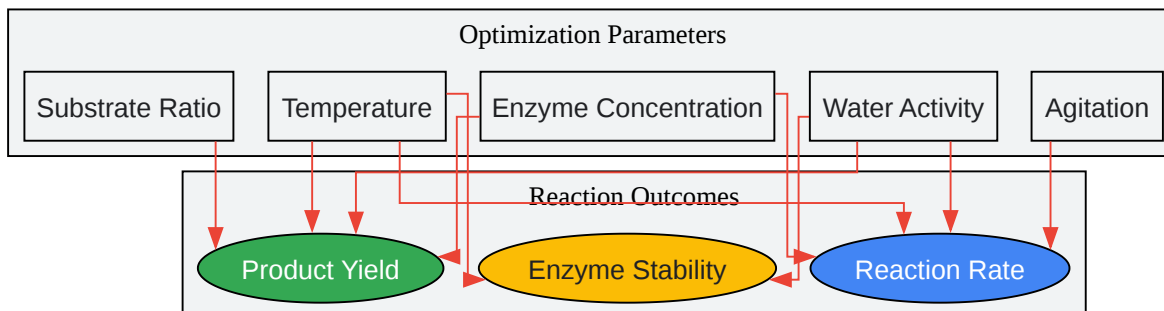 Optimization Parameters
Substrate Ratio
Temperature
Enzyme Concentration
Water Activity
Agitation
Reaction Outcomes
Product Yield
Enzyme Stability
Reaction Rate